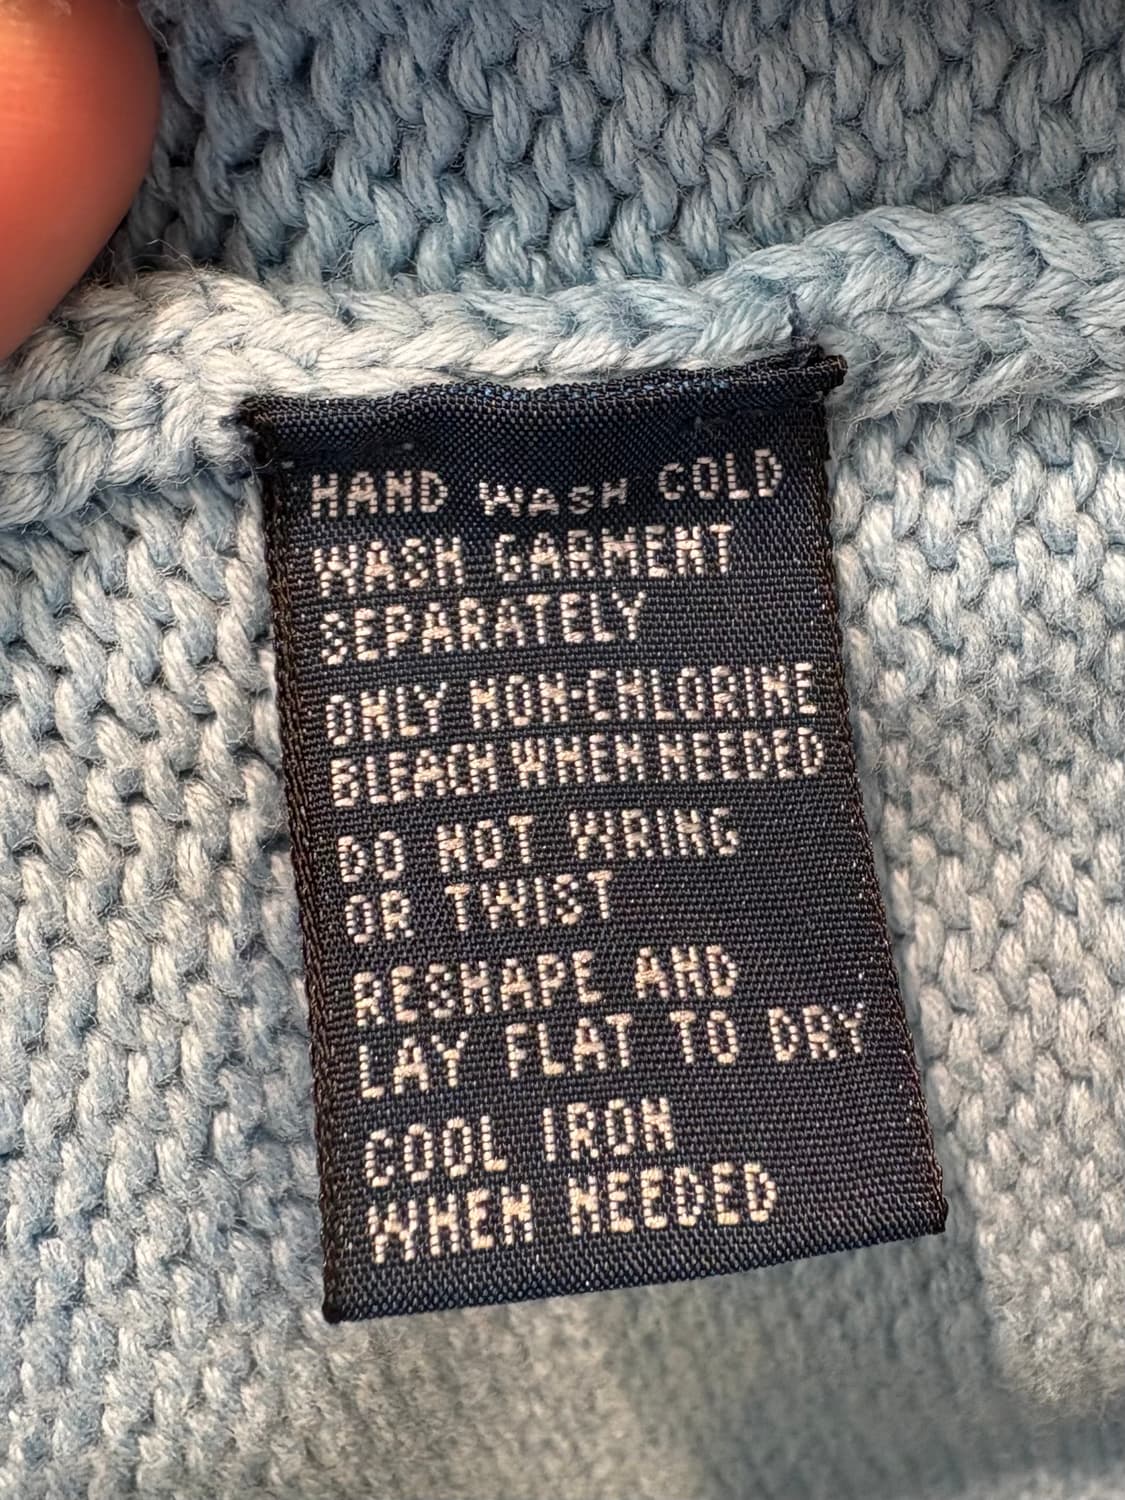 HAND WASH COLD
WASH GARMENT
SEPARATELY
ONLY NON-CHLORINE
BLEACH WHEN NEEDED
DO NOT WRING
OR TWIST
RESHAPE AND
LAY FLAT TO DRY
COOL IRON
WHEN NEEDED